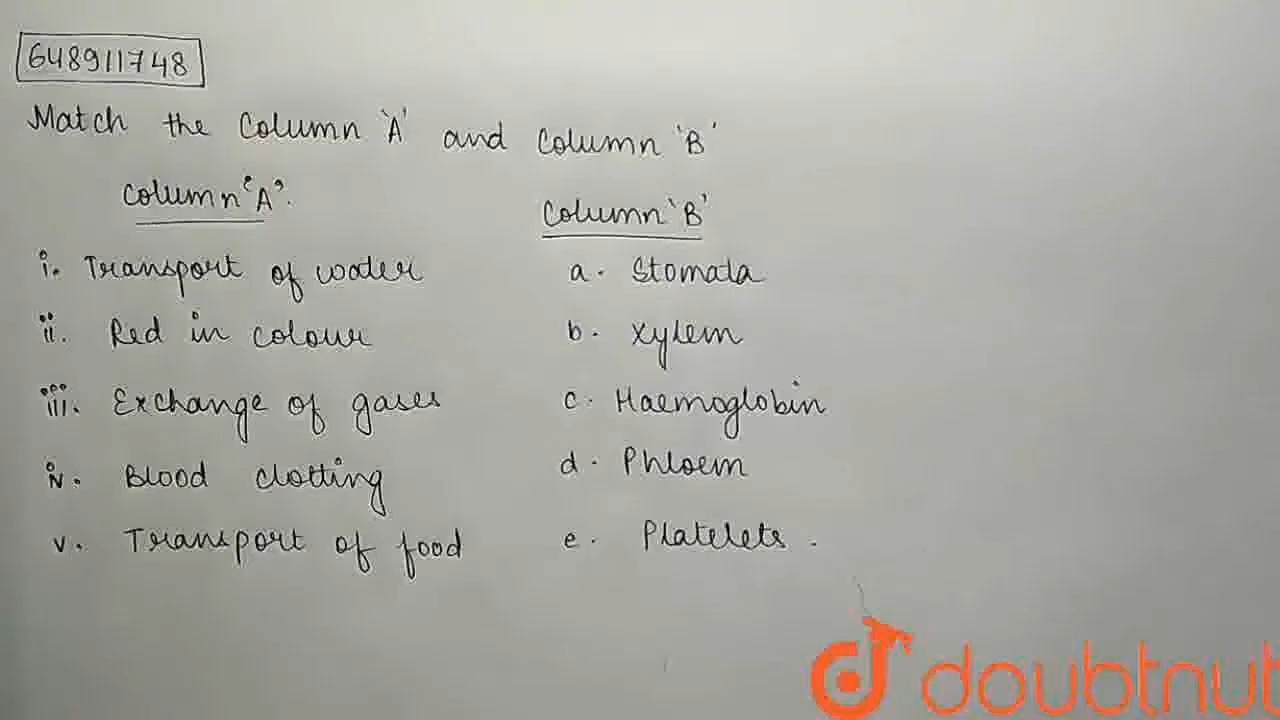 648911748
Match the Column 'A' and Column 'B'
Column 'A'.
Column 'B'
i. Transport of water
a. Stomata
ii. Red in colour
b. Xylem
iii. Exchange of gases
c. Haemoglobin
iv. Blood clotting
d. Phloem
v. Transport of food
e. Platelets.
doubtnut